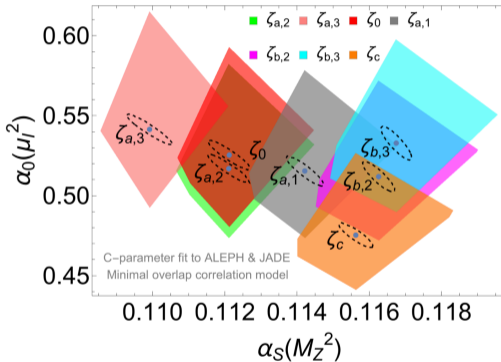 ζa,2 ζa,3 ζ0 ζa,1
ζb,2 ζb,3 ζc
0.60
0.55
0.50
0.45
α0(μI²)
ζa,3
ζ0
ζa,2
ζa,1
ζb,3
ζb,2
ζc
C-parameter fit to ALEPH & JADE
Minimal overlap correlation model
0.110 0.112 0.114 0.116 0.118
αS(MZ²)